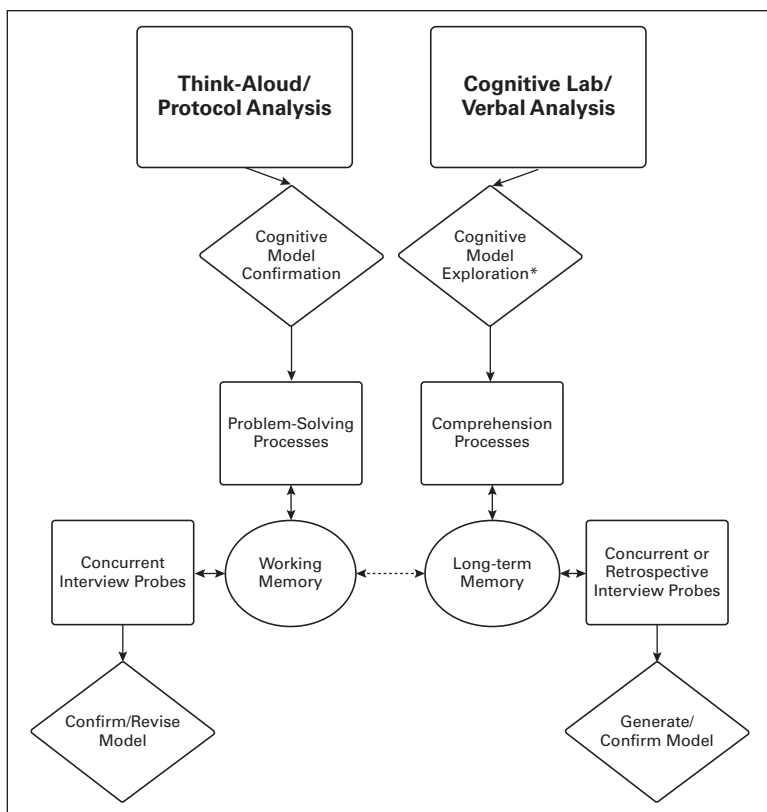 Think-Aloud/
Protocol Analysis
Cognitive Lab/
Verbal Analysis
Cognitive
Model
Confirmation
Cognitive
Model
Exploration*
Problem-Solving
Processes
Comprehension
Processes
Concurrent
Interview Probes
Working
Memory
Long-term
Memory
Concurrent or
Retrospective
Interview Probes
Confirm/Revise
Model
Generate/
Confirm Model